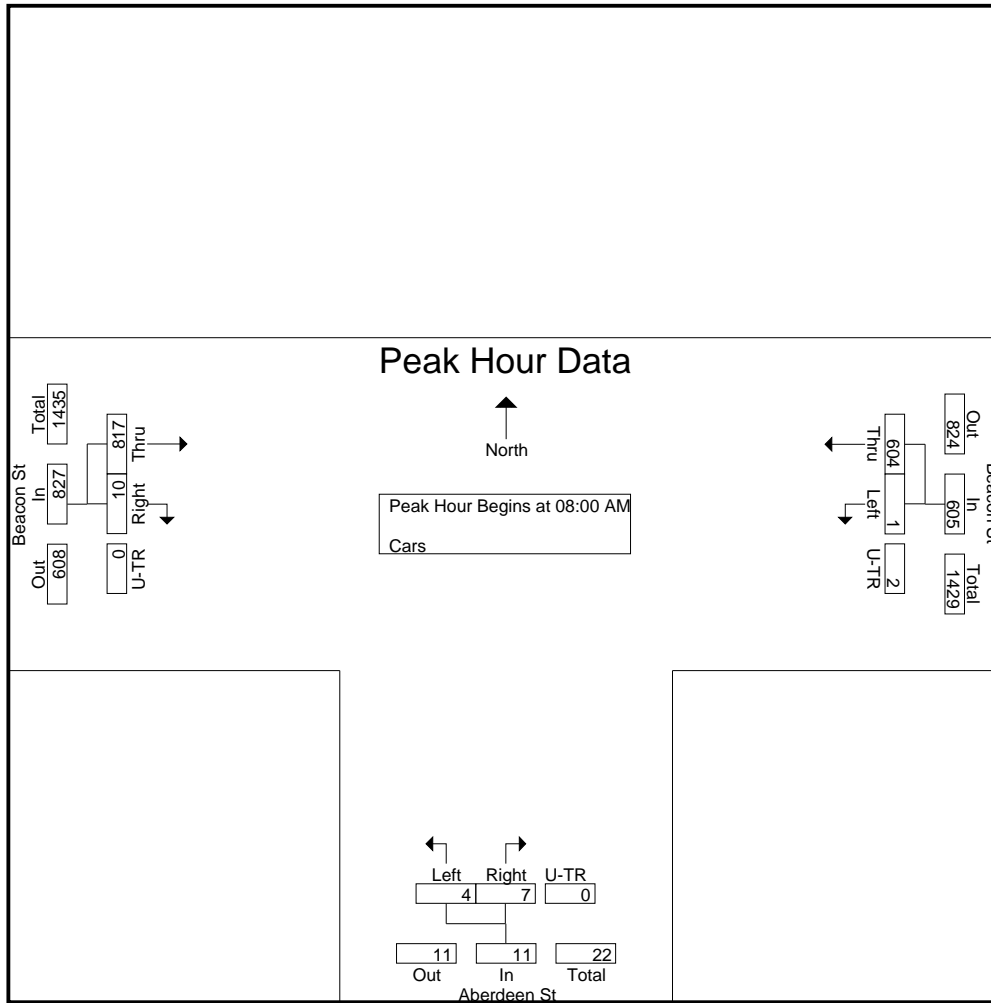 Peak Hour Data
North
Peak Hour Begins at 08:00 AM
Cars
Beacon St
Out In Total
608 827 1435
0 10 817
U-TR Right Thru
Beacon St
Out In Total
824 605 1429
604 1 2
Thru Left U-TR
Left Right U-TR
4 7 0
11 11 22
Out In Total
Aberdeen St